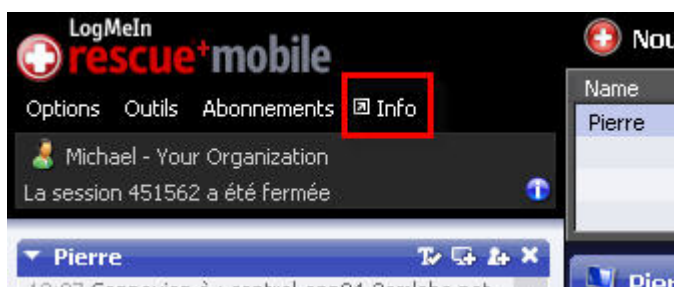 LogMeIn
rescue+mobile
Options Outils Abonnements Info
Michael - Your Organization
La session 451562 a été fermée
Pierre
Name
Pierre